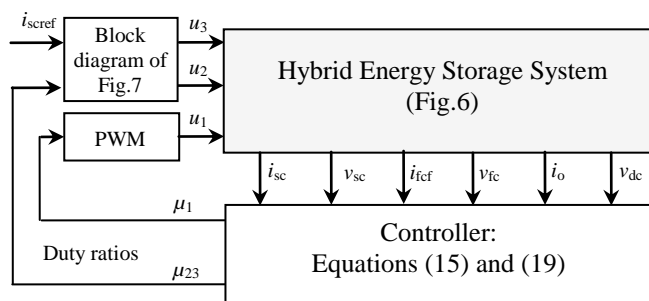 i_scref
Block
diagram of
Fig.7
u_3
u_2
Hybrid Energy Storage System
(Fig.6)
PWM
u_1
i_sc v_sc i_fcf v_fc i_o v_dc
μ_1
Duty ratios
μ_23
Controller:
Equations (15) and (19)